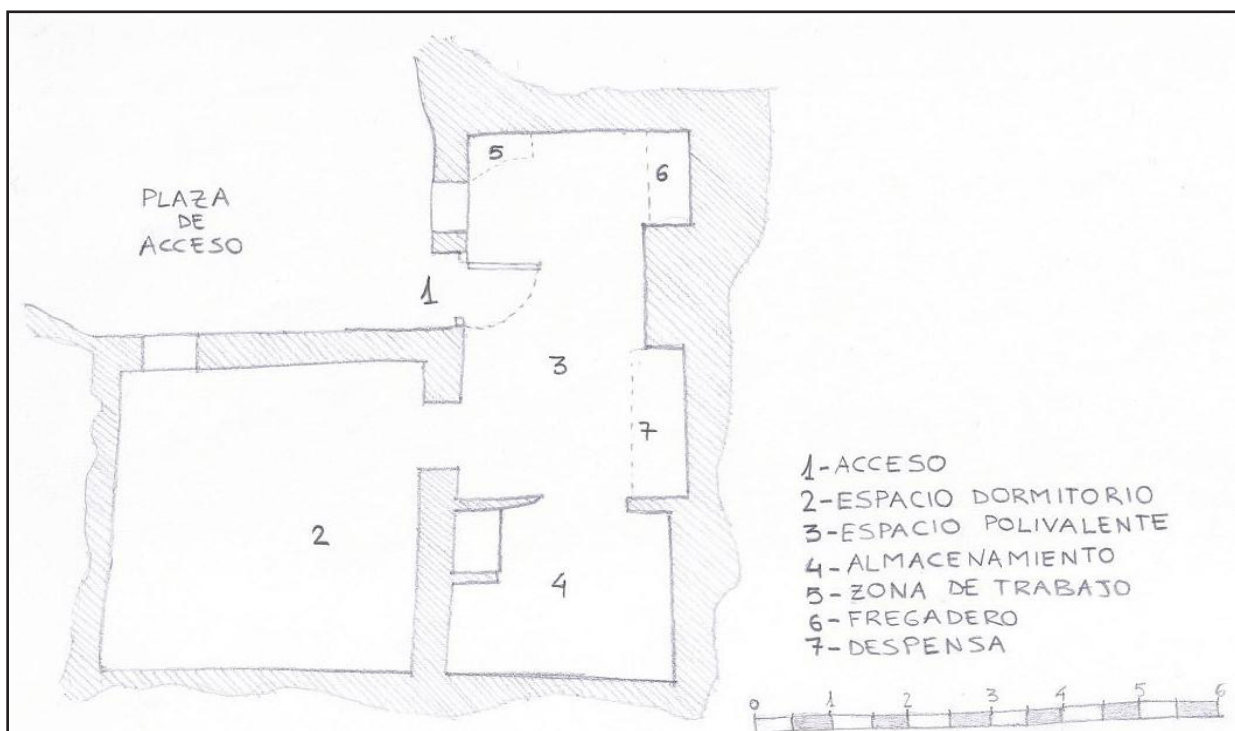 PLAZA
DE
ACCESO
5
6
1
3
7
2
4
1-ACCESO
2-ESPACIO DORMITORIO
3-ESPACIO POLIVALENTE
4-ALMACENAMIENTO
5-ZONA DE TRABAJO
6-FREGADERO
7-DESPENSA
0 1 2 3 4 5 6